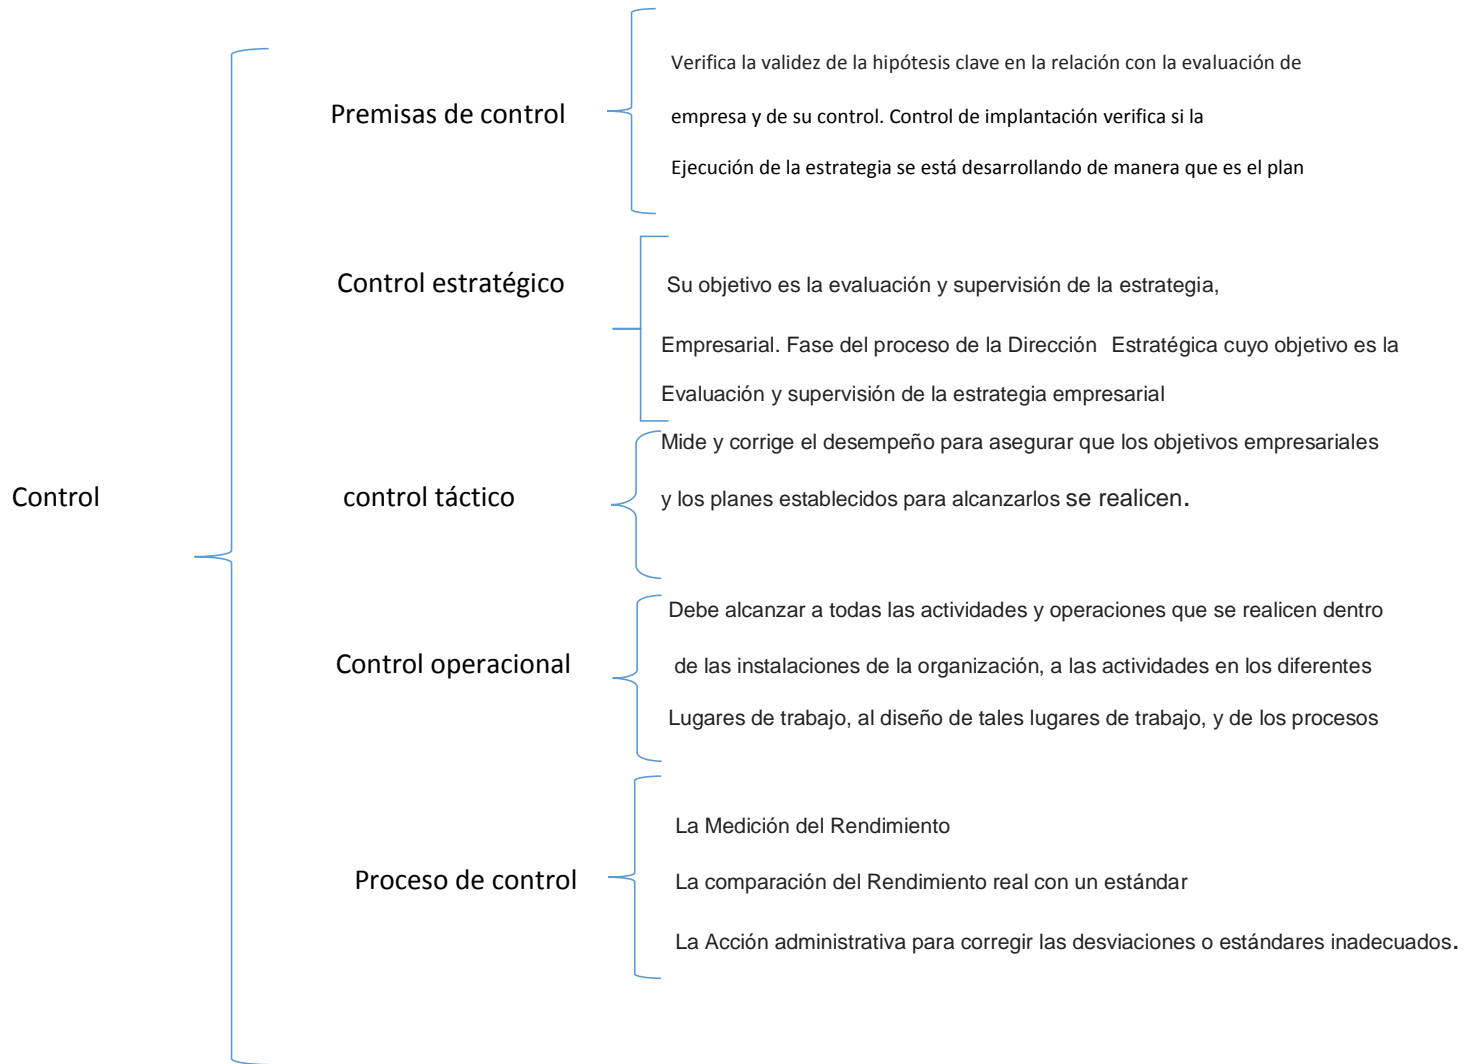 Control
Premisas de control
Verifica la validez de la hipótesis clave en la relación con la evaluación de
empresa y de su control. Control de implantación verifica si la
Ejecución de la estrategia se está desarrollando de manera que es el plan
Control estratégico
Su objetivo es la evaluación y supervisión de la estrategia,
Empresarial. Fase del proceso de la Dirección Estratégica cuyo objetivo es la
Evaluación y supervisión de la estrategia empresarial
control táctico
Mide y corrige el desempeño para asegurar que los objetivos empresariales
y los planes establecidos para alcanzarlos se realicen.
Control operacional
Debe alcanzar a todas las actividades y operaciones que se realicen dentro
de las instalaciones de la organización, a las actividades en los diferentes
Lugares de trabajo, al diseño de tales lugares de trabajo, y de los procesos
Proceso de control
La Medición del Rendimiento
La comparación del Rendimiento real con un estándar
La Acción administrativa para corregir las desviaciones o estándares inadecuados.